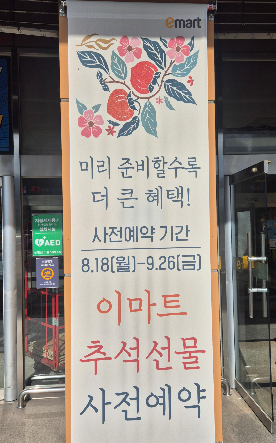 emart
미리 준비할수록
더 큰 혜택!
사전예약 기간
8.18(월)-9.26(금)
이마트
추석선물
사전예약
AED